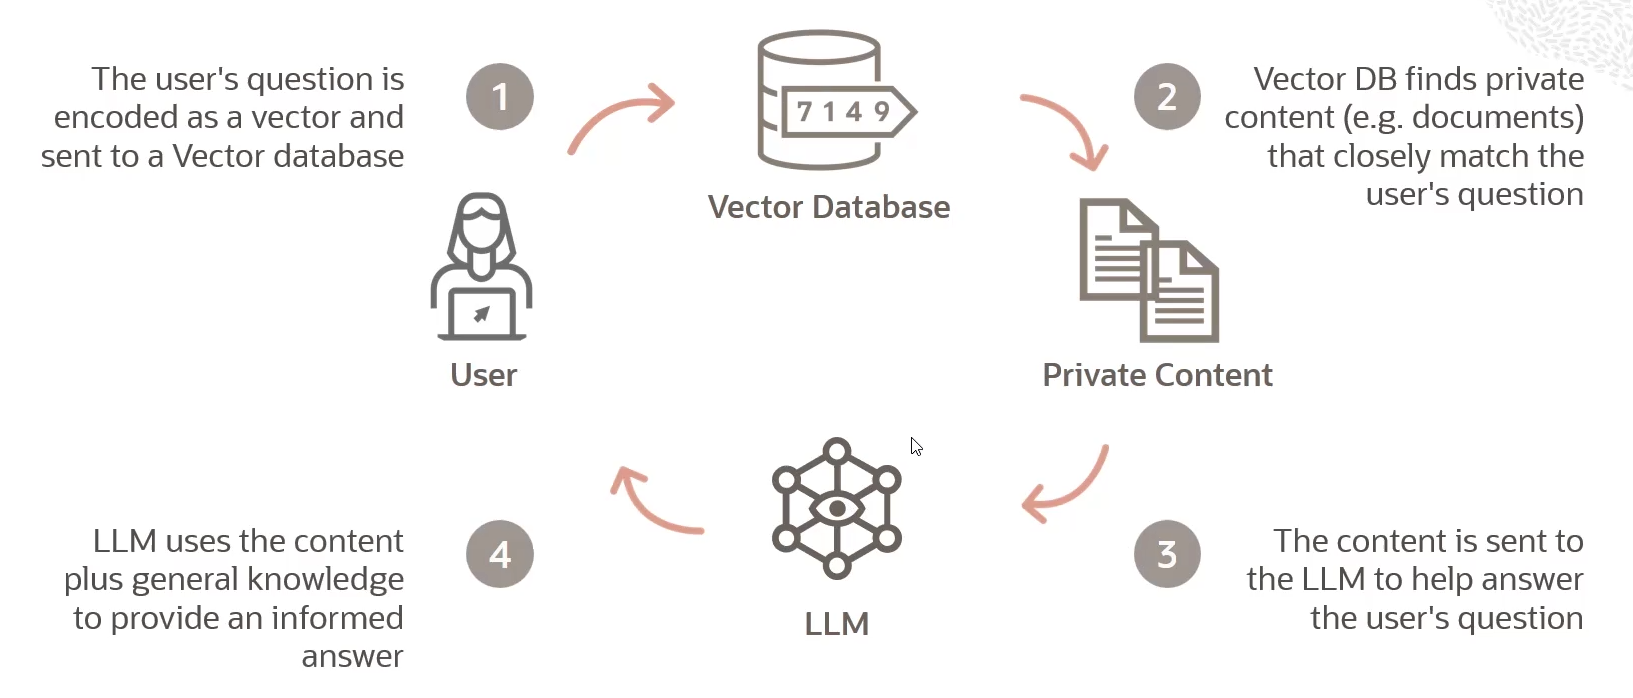 The user's question is
encoded as a vector and
sent to a Vector database
1
7 1 4 9
Vector Database
2
Vector DB finds private
content (e.g. documents)
that closely match the
user's question
User
Private Content
LLM uses the content
plus general knowledge
to provide an informed
answer
4
LLM
3
The content is sent to
the LLM to help answer
the user's question